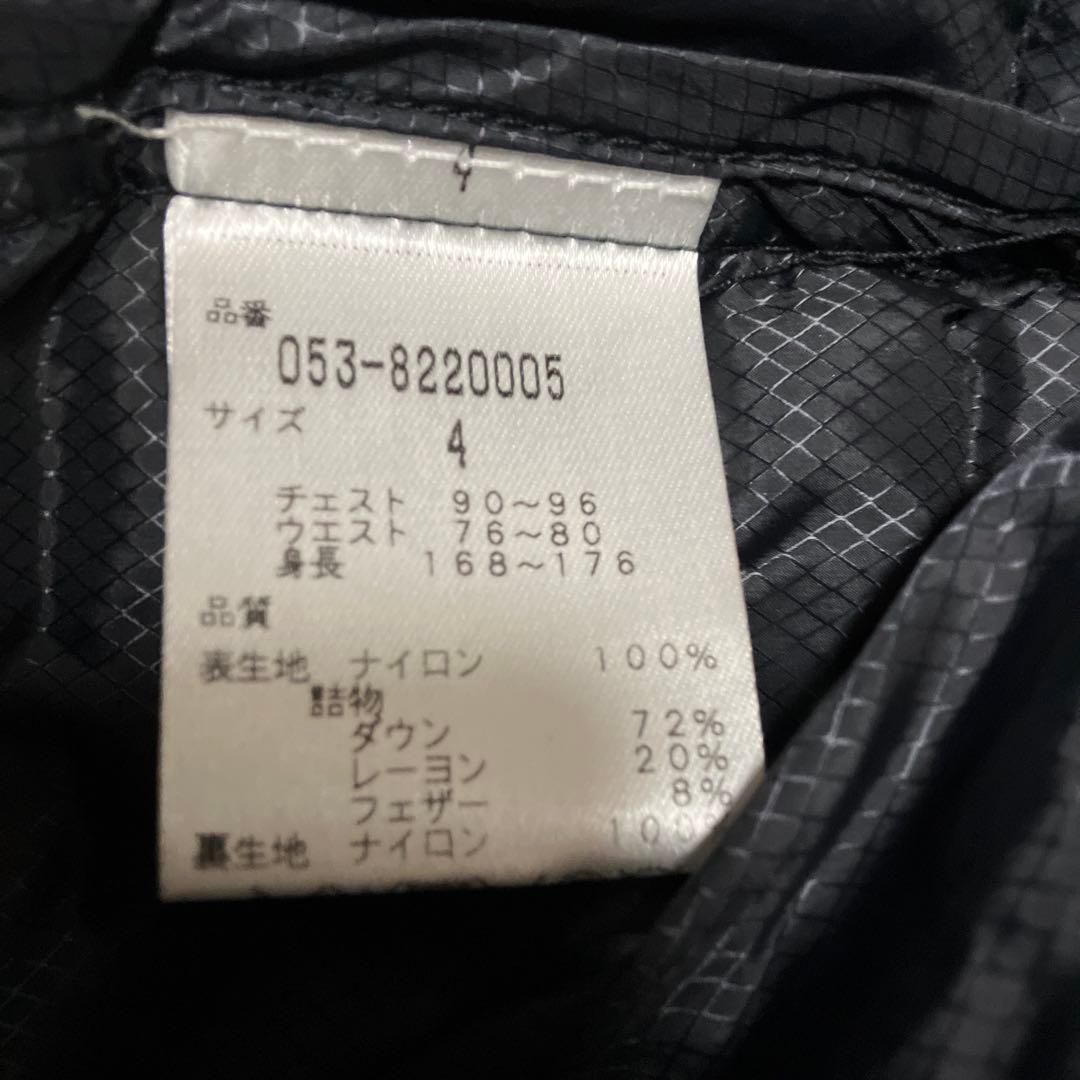 4
品番
053-8220005
サイズ
4
チェスト 90~96
ウエスト 76~80
身長 168~176
品質
表生地 ナイロン 100%
詰物
ダウン 72%
レーヨン 20%
フェザー 8%
裏生地 ナイロン 100